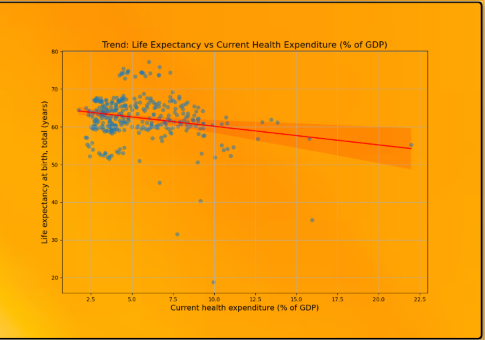 Trend: Life Expectancy vs Current Health Expenditure (% of GDP)
Life expectancy at birth, total (years)
80
70
60
50
40
30
20
2.5 5.0 7.5 10.0 12.5 15.0 17.5 20.0 22.5
Current health expenditure (% of GDP)